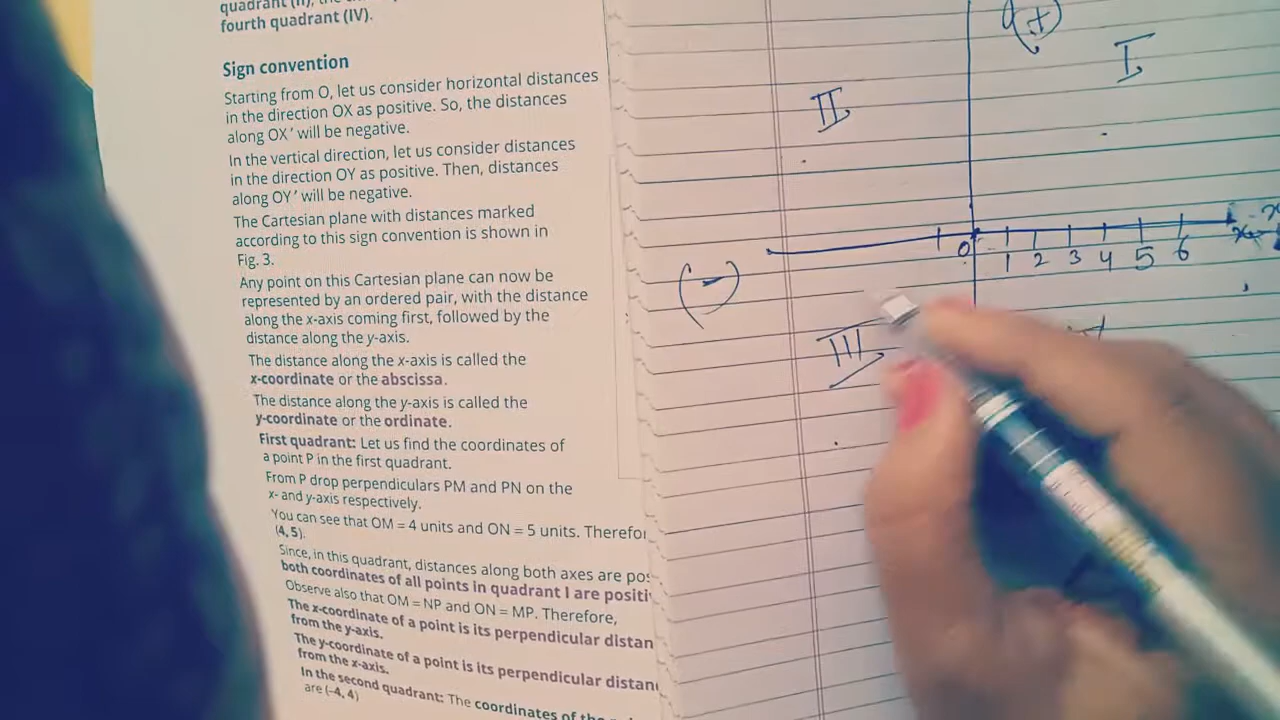 quadrant (II), the
fourth quadrant (IV).
Sign convention
Starting from O, let us consider horizontal distances
in the direction OX as positive. So, the distances
along OX′ will be negative.
In the vertical direction, let us consider distances
in the direction OY as positive. Then, distances
along OY′ will be negative.
The Cartesian plane with distances marked
according to this sign convention is shown in
Fig. 3.
Any point on this Cartesian plane can now be
represented by an ordered pair, with the distance
along the x-axis coming first, followed by the
distance along the y-axis.
The distance along the x-axis is called the
x-coordinate or the abscissa.
The distance along the y-axis is called the
y-coordinate or the ordinate.
First quadrant: Let us find the coordinates of
a point P in the first quadrant.
From P drop perpendiculars PM and PN on the
x- and y-axis respectively.
You can see that OM = 4 units and ON = 5 units. Therefor
(4, 5).
Since, in this quadrant, distances along both axes are pos
both coordinates of all points in quadrant I are positi
Observe also that OM = NP and ON = MP. Therefore,
The x-coordinate of a point is its perpendicular distan
from the y-axis.
The y-coordinate of a point is its perpendicular distan
from the x-axis.
In the second quadrant: The coordinates of the
are (–4, 4)
(+)
I
II
0 1 2 3 4 5 6
(-)
III